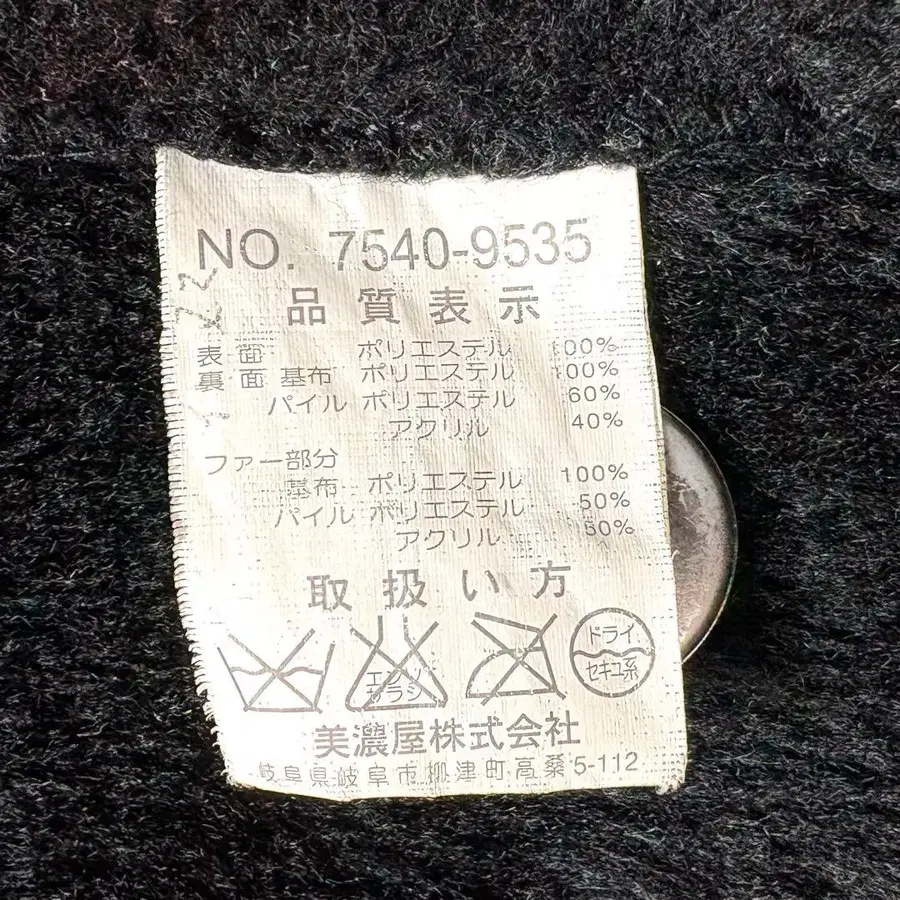 NO. 7540-9535
品質表示
表面 ポリエステル 100%
裏面 基布 ポリエステル 100%
パイル ポリエステル 60%
アクリル 40%
ファー部分
基布 ポリエステル 100%
パイル ポリエステル 50%
アクリル 50%
取扱い方
エンソ
サラシ
ドライ
セキユ系
美濃屋株式会社
岐阜県岐阜市柳津町高桑5-112